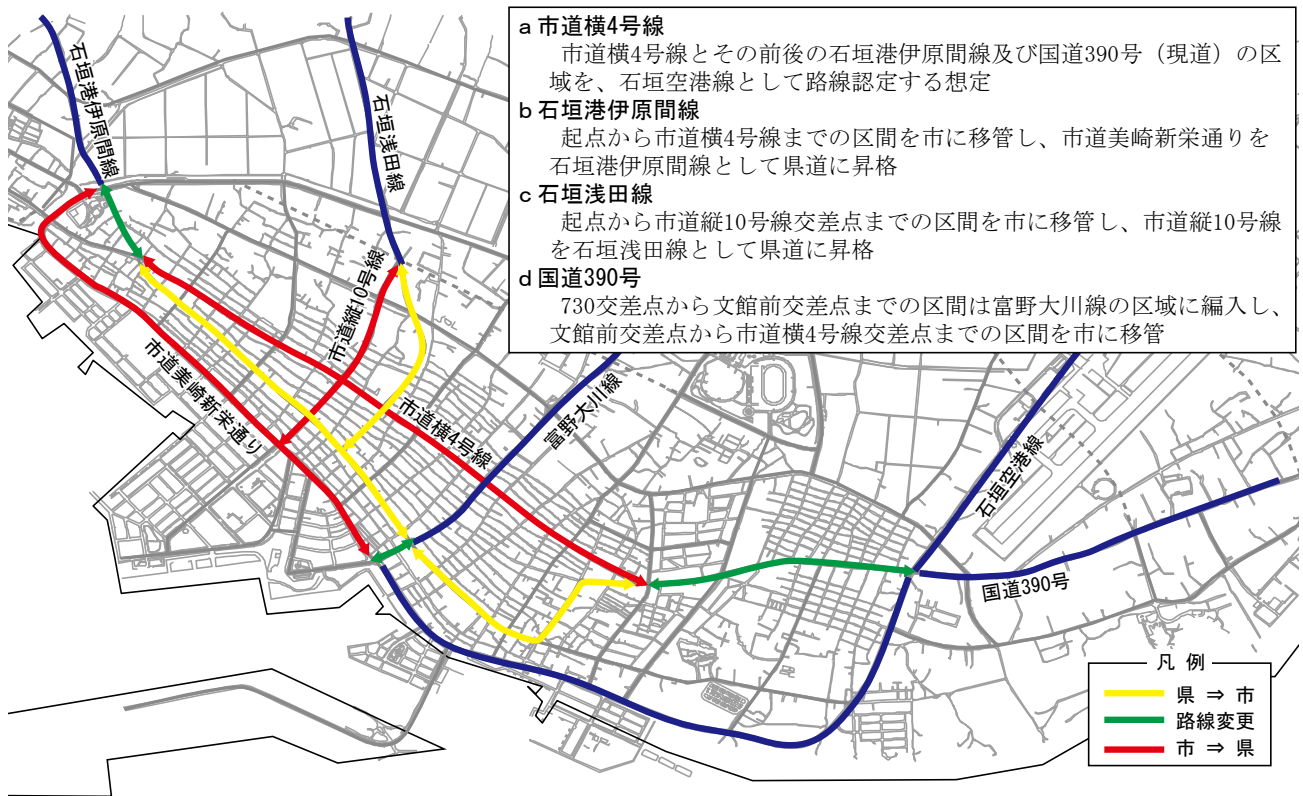 a 市道横4号線
市道横4号線とその前後の石垣港伊原間線及び国道390号（現道）の区
域を、石垣空港線として路線認定する想定
b 石垣港伊原間線
起点から市道横4号線までの区間を市に移管し、市道美崎新栄通りを
石垣港伊原間線として県道に昇格
c 石垣浅田線
起点から市道縦10号線交差点までの区間を市に移管し、市道縦10号線
を石垣浅田線として県道に昇格
d 国道390号
730交差点から文館前交差点までの区間は富野大川線の区域に編入し、
文館前交差点から市道横4号線交差点までの区間を市に移管
石垣港伊原間線
石垣浅田線
市道縦10号線
市道美崎新栄通り
市道横4号線
富野大川線
石垣空港線
国道390号
凡 例
県 ⇒ 市
路線変更
市 ⇒ 県